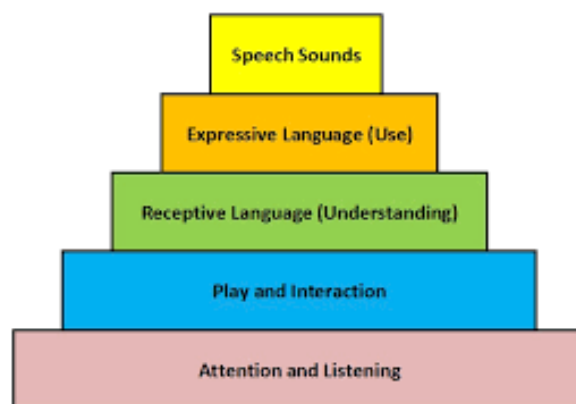 Speech Sounds
Expressive Language (Use)
Receptive Language (Understanding)
Play and Interaction
Attention and Listening